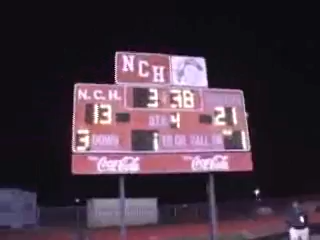 NCH
N.C.H. 3:38
13 21
QTR 4
3 DOWN 1 TO GO BALL ON 1
Coca-Cola Coca-Cola